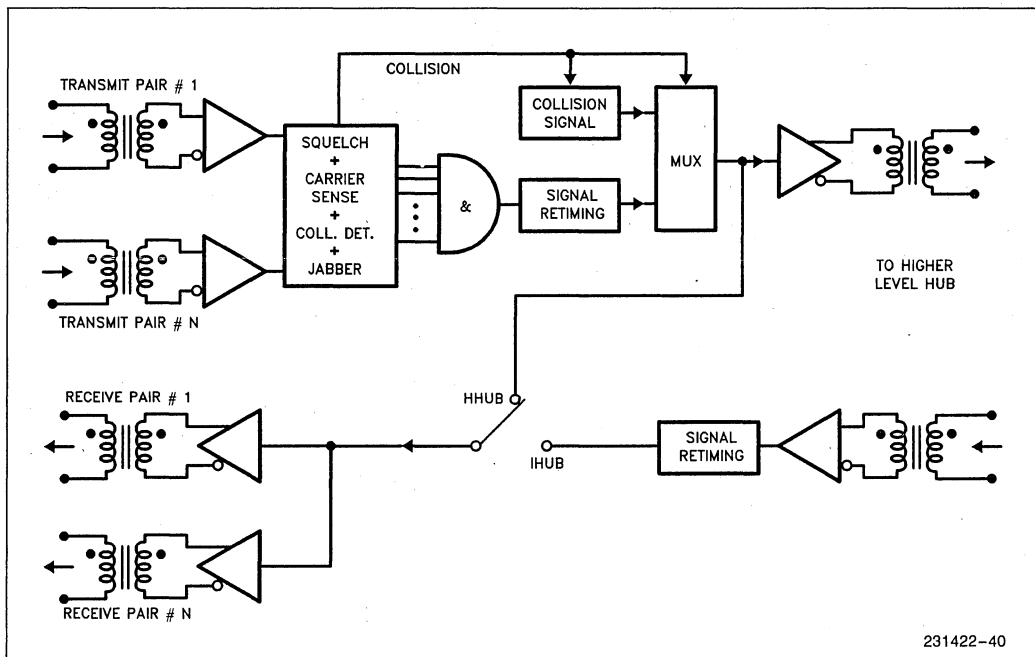 COLLISION
TRANSMIT PAIR # 1
COLLISION
SIGNAL
SQUELCH
+
CARRIER
SENSE
+
COLL. DET.
+
JABBER
MUX
&
SIGNAL
RETIMING
TO HIGHER
LEVEL HUB
TRANSMIT PAIR # N
RECEIVE PAIR # 1
HHUB
IHUB
SIGNAL
RETIMING
RECEIVE PAIR # N
231422-40